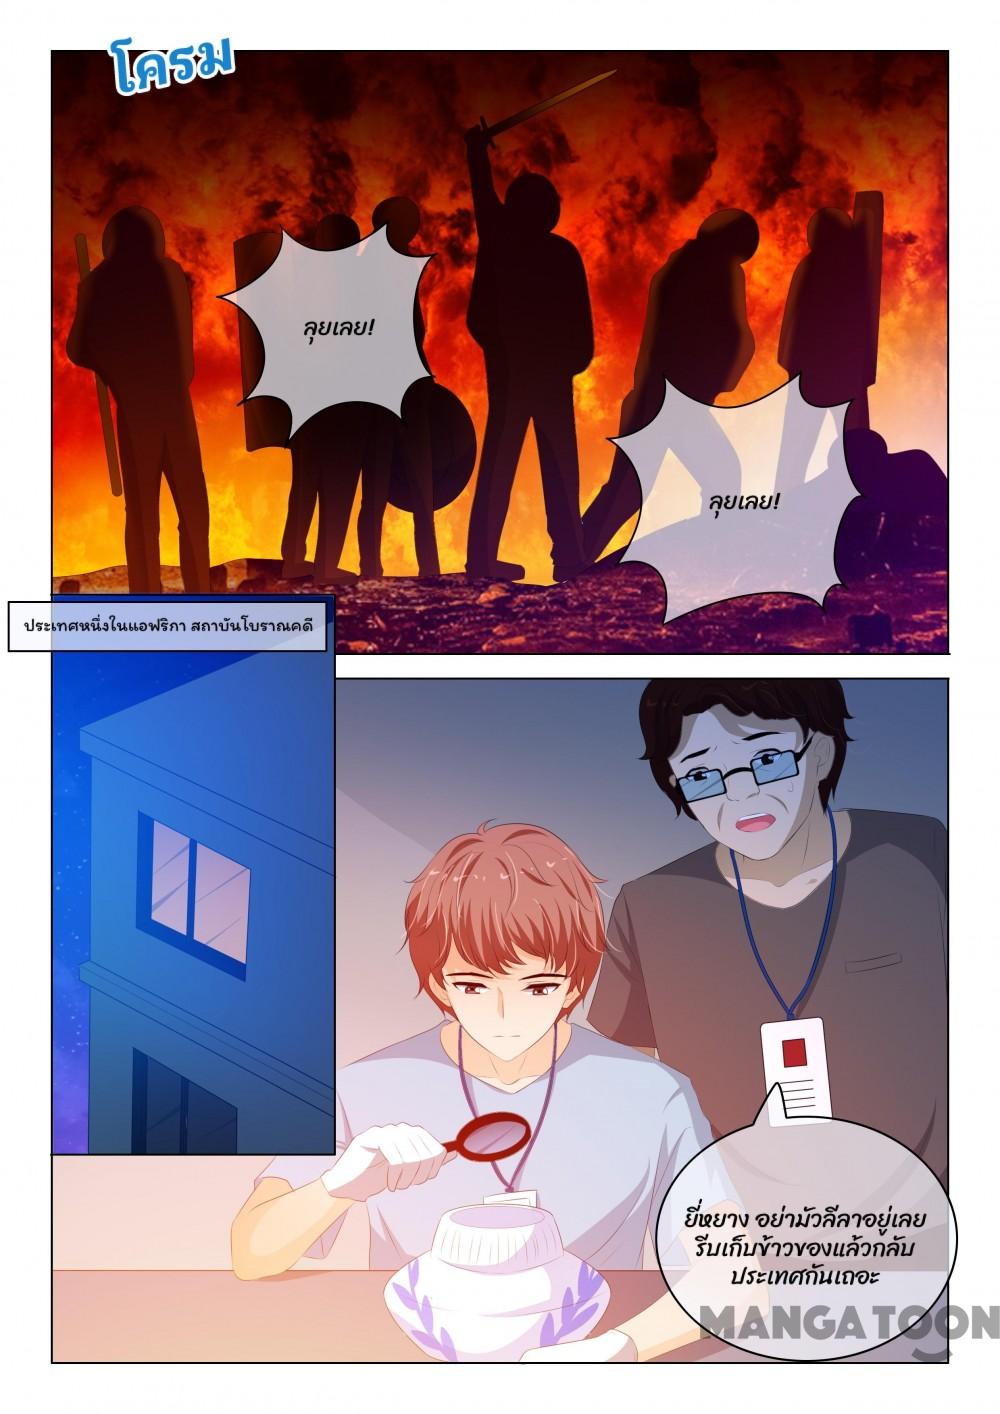 โครม
ลุยเลย!
ลุยเลย!
ประเทศหนึ่งในแอฟริกา สถาบันโบราณคดี
ยี่หยาง อย่ามัวลีลาอยู่เลย
รีบเก็บข้าวของแล้วกลับ
ประเทศกันเถอะ
MANGATOON